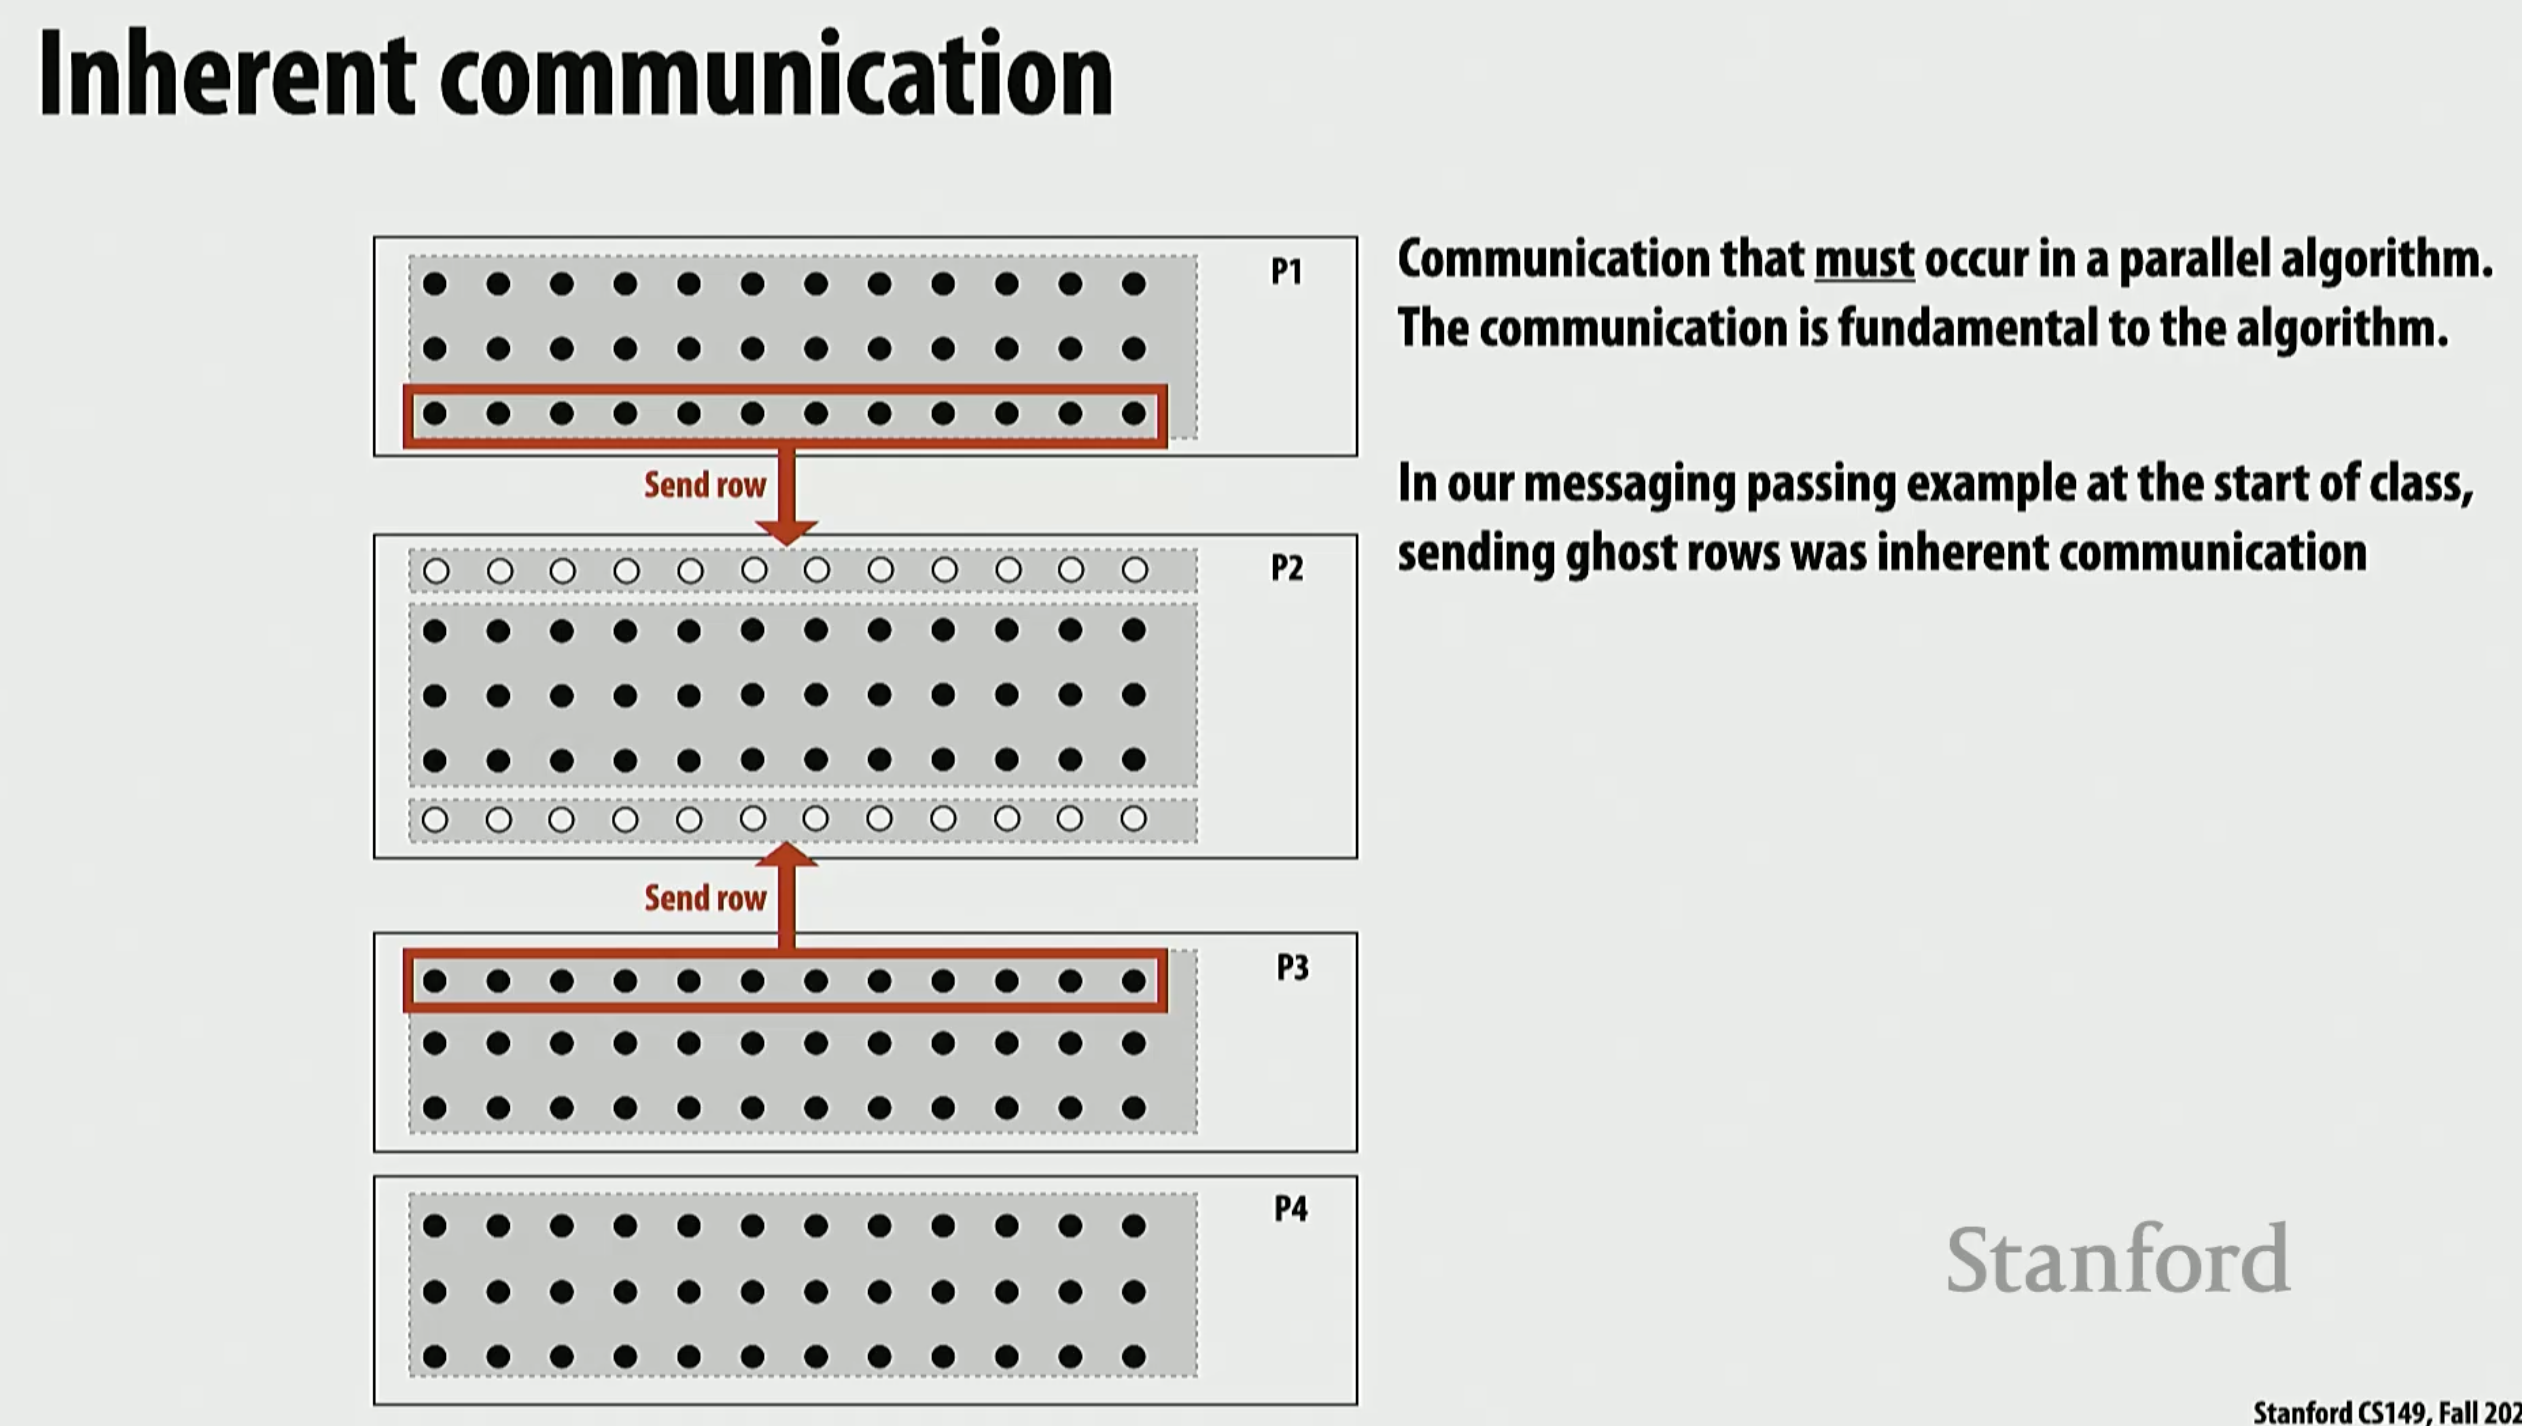 Inherent communication
P1
Communication that must occur in a parallel algorithm.
The communication is fundamental to the algorithm.
In our messaging passing example at the start of class,
sending ghost rows was inherent communication
Send row
P2
Send row
P3
P4
Stanford
Stanford CS149, Fall 202